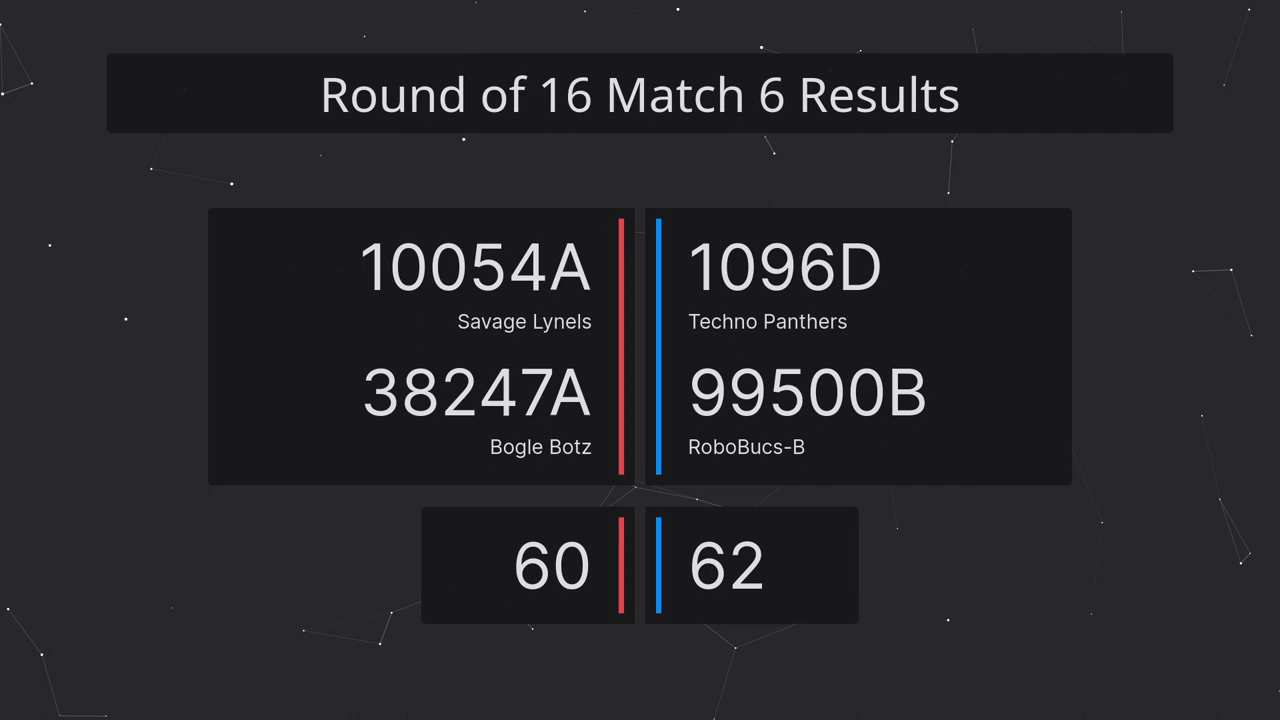 Round of 16 Match 6 Results
10054A
Savage Lynels
38247A
Bogle Botz
1096D
Techno Panthers
99500B
RoboBucs-B
60
62